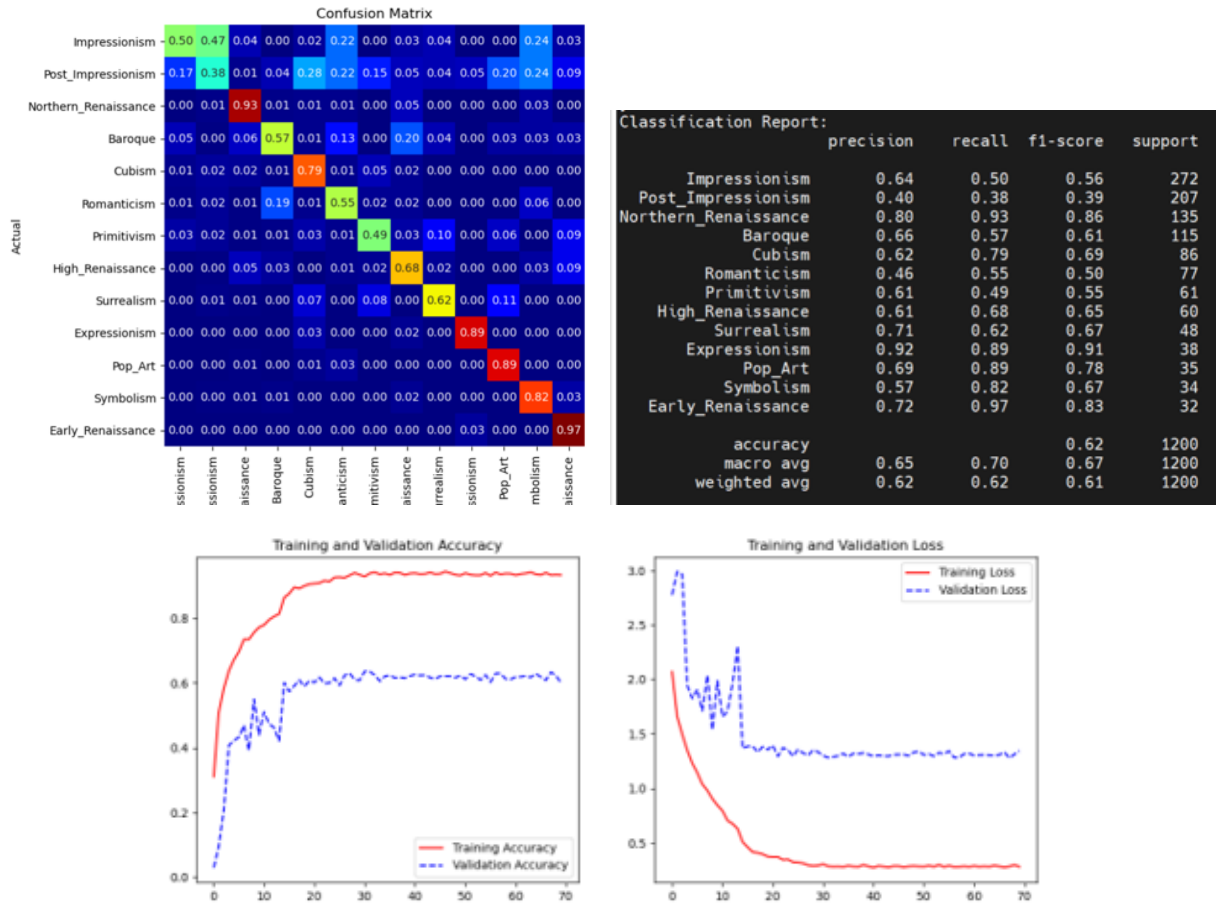 Confusion Matrix
Actual
Impressionism 0.50 0.47 0.04 0.00 0.02 0.22 0.00 0.03 0.04 0.00 0.00 0.24 0.03
Post_Impressionism 0.17 0.38 0.01 0.04 0.28 0.22 0.15 0.05 0.04 0.05 0.20 0.24 0.09
Northern_Renaissance 0.00 0.01 0.93 0.01 0.01 0.01 0.00 0.05 0.00 0.00 0.00 0.03 0.00
Baroque 0.05 0.00 0.06 0.57 0.01 0.13 0.00 0.20 0.04 0.00 0.03 0.03 0.03
Cubism 0.01 0.02 0.02 0.01 0.79 0.01 0.05 0.02 0.00 0.00 0.00 0.00 0.00
Romanticism 0.01 0.02 0.01 0.19 0.01 0.55 0.02 0.02 0.00 0.00 0.00 0.06 0.00
Primitivism 0.03 0.02 0.01 0.01 0.03 0.01 0.49 0.03 0.10 0.00 0.06 0.00 0.09
High_Renaissance 0.00 0.00 0.05 0.03 0.00 0.01 0.02 0.68 0.02 0.00 0.00 0.03 0.09
Surrealism 0.00 0.01 0.01 0.00 0.07 0.00 0.08 0.00 0.62 0.00 0.11 0.00 0.00
Expressionism 0.00 0.00 0.00 0.00 0.03 0.00 0.00 0.02 0.00 0.89 0.00 0.00 0.00
Pop_Art 0.00 0.00 0.01 0.00 0.01 0.03 0.00 0.00 0.00 0.00 0.89 0.00 0.00
Symbolism 0.00 0.00 0.01 0.01 0.00 0.00 0.00 0.02 0.00 0.00 0.00 0.82 0.03
Early_Renaissance 0.00 0.00 0.00 0.00 0.00 0.00 0.00 0.00 0.00 0.03 0.00 0.00 0.97
ssionism ssionism aissance Baroque Cubism anticism mitivism aissance urrealism ssionism Pop_Art mbolism aissance
Classification Report:
precision recall f1-score support
Impressionism 0.64 0.50 0.56 272
Post_Impressionism 0.40 0.38 0.39 207
Northern_Renaissance 0.80 0.93 0.86 135
Baroque 0.66 0.57 0.61 115
Cubism 0.62 0.79 0.69 86
Romanticism 0.46 0.55 0.50 77
Primitivism 0.61 0.49 0.55 61
High_Renaissance 0.61 0.68 0.65 60
Surrealism 0.71 0.62 0.67 48
Expressionism 0.92 0.89 0.91 38
Pop_Art 0.69 0.89 0.78 35
Symbolism 0.57 0.82 0.67 34
Early_Renaissance 0.72 0.97 0.83 32
accuracy 0.62 1200
macro avg 0.65 0.70 0.67 1200
weighted avg 0.62 0.62 0.61 1200
Training and Validation Accuracy
0.8
0.6
0.4
0.2
0.0
Training Accuracy
Validation Accuracy
0 10 20 30 40 50 60 70
Training and Validation Loss
3.0
2.5
2.0
1.5
1.0
0.5
Training Loss
Validation Loss
0 10 20 30 40 50 60 70